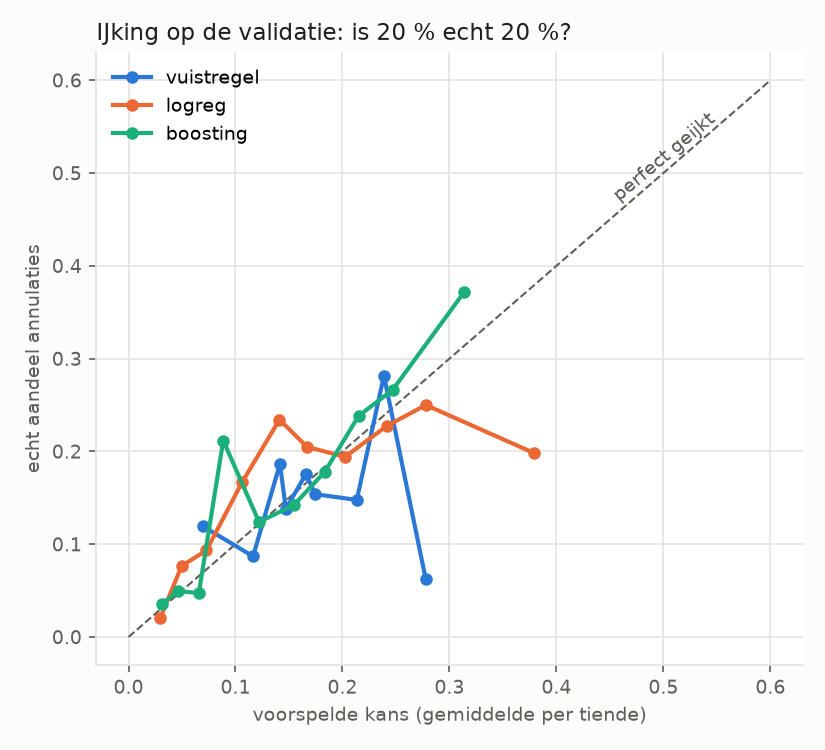 IJking op de validatie: is 20 % echt 20 %?
vuistregel
logreg
boosting
perfect geijkt
echt aandeel annulaties
0.6
0.5
0.4
0.3
0.2
0.1
0.0
0.0 0.1 0.2 0.3 0.4 0.5 0.6
voorspelde kans (gemiddelde per tiende)